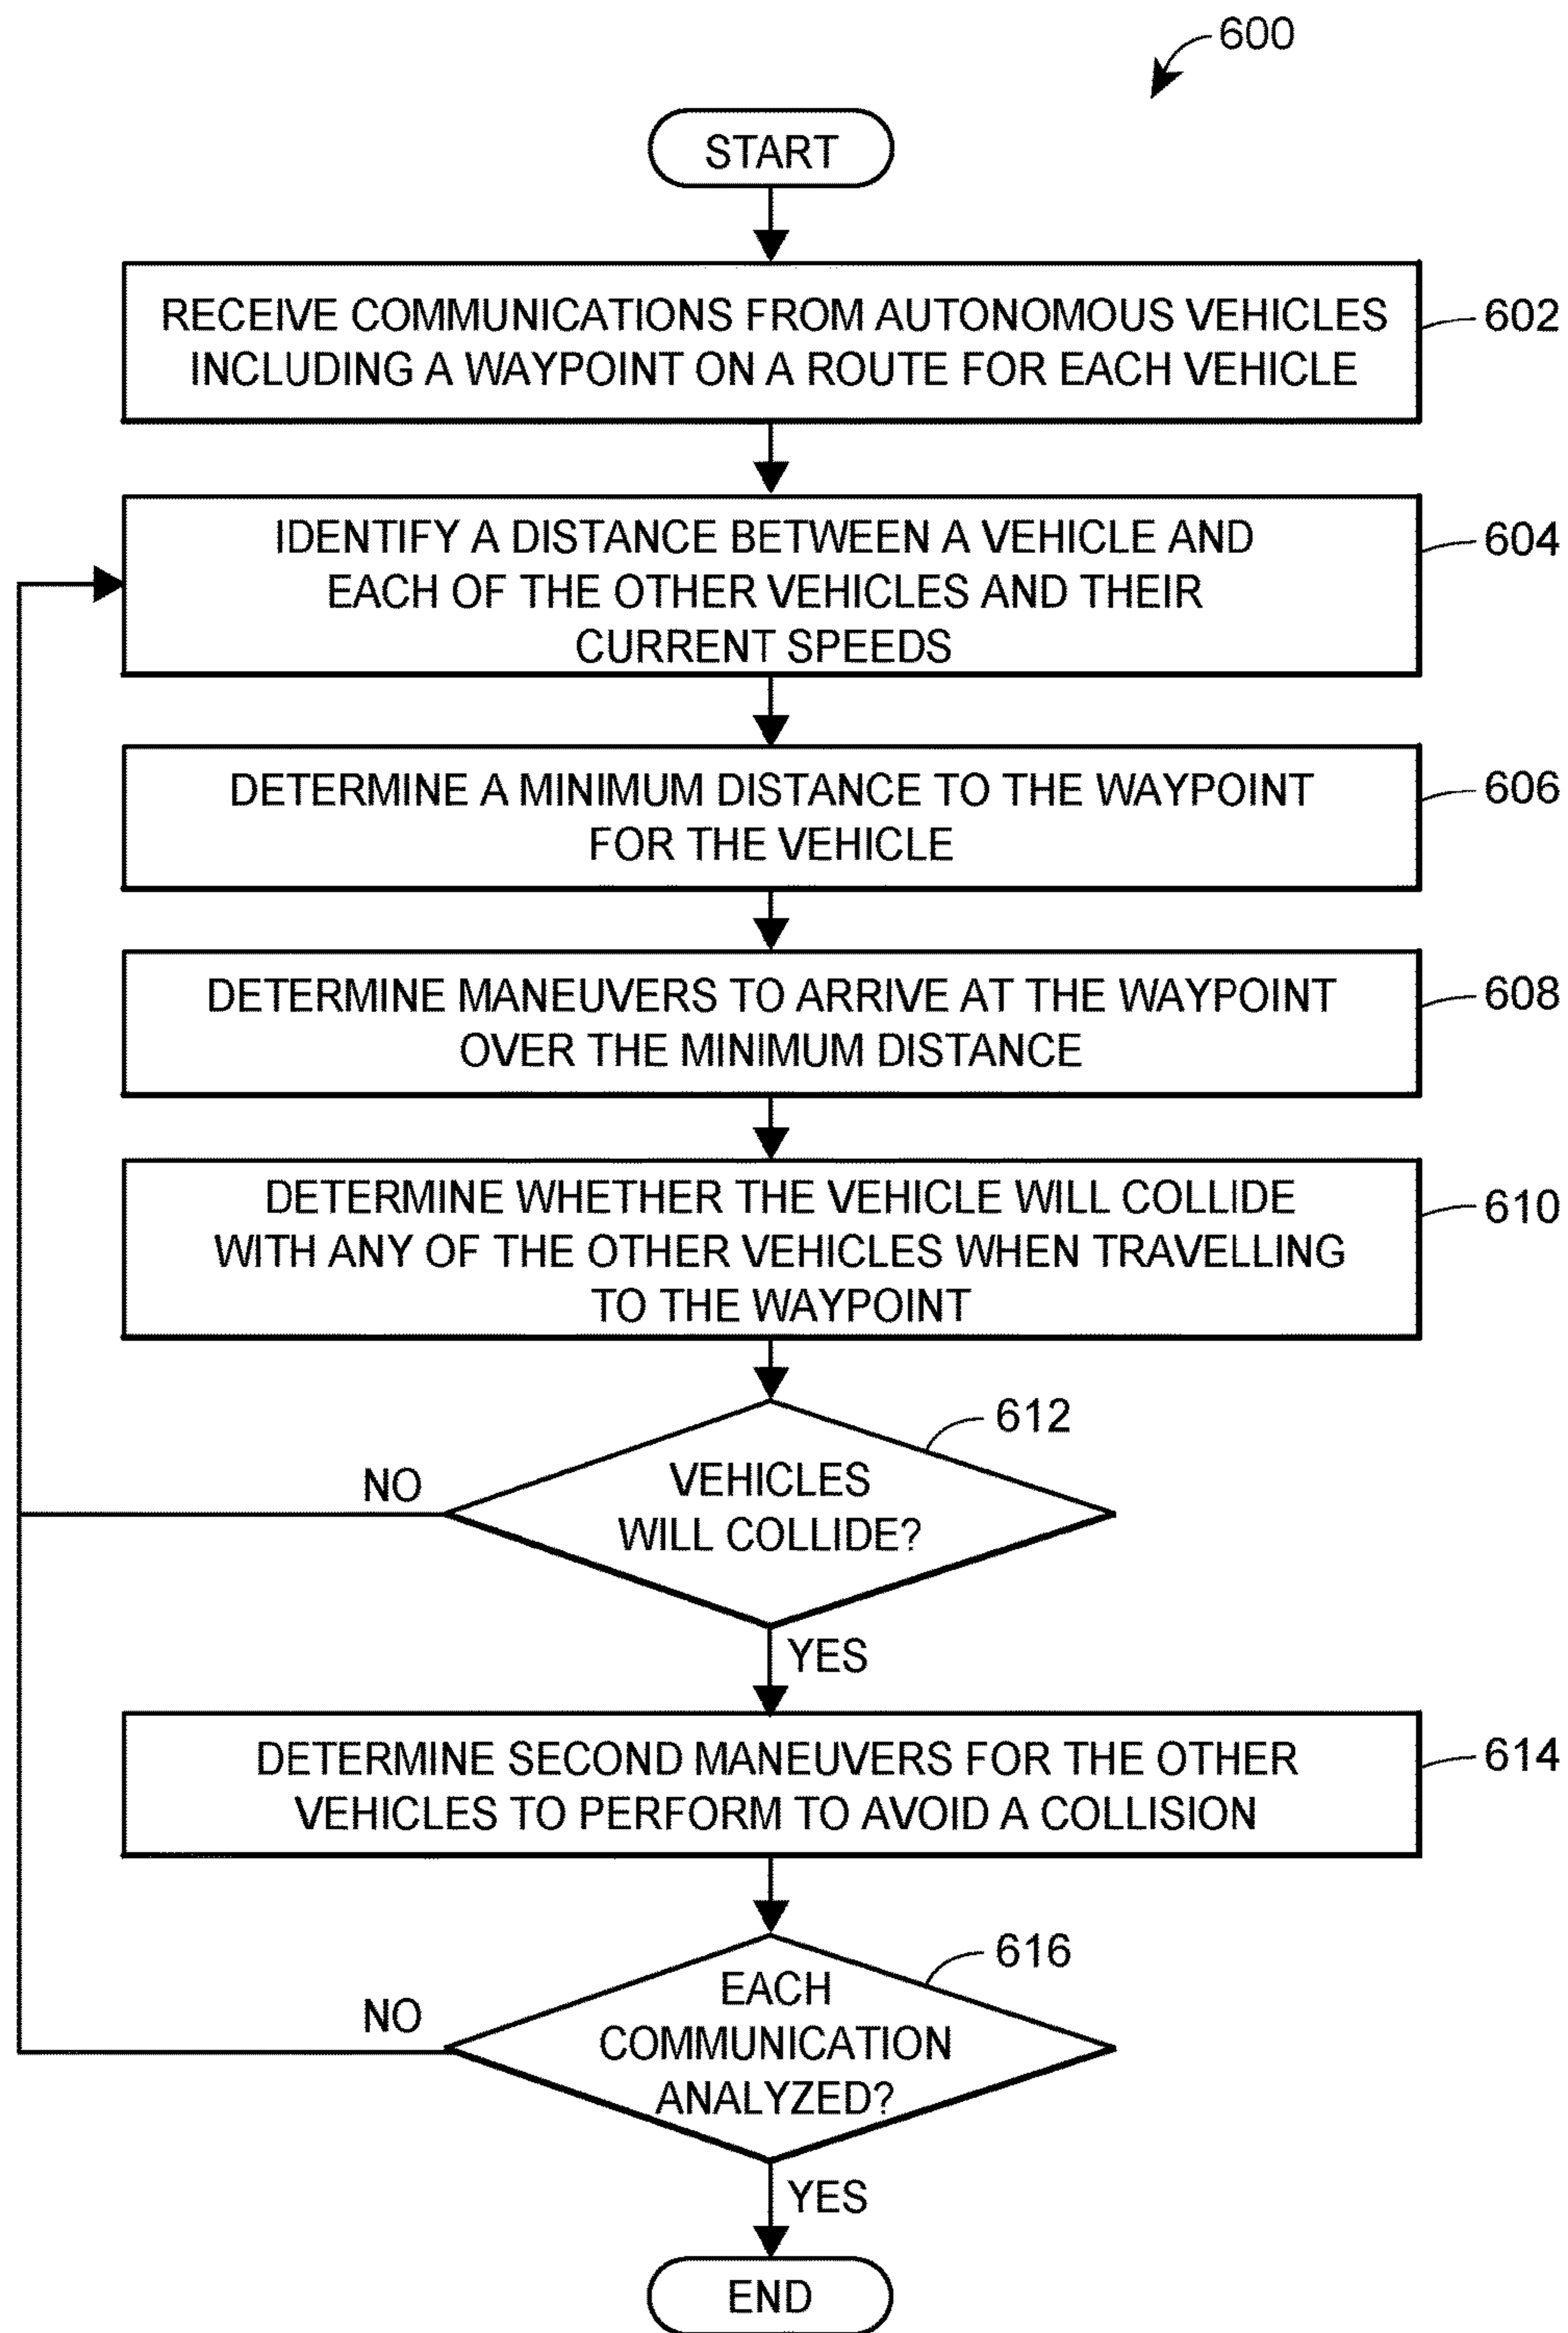 600
START
RECEIVE COMMUNICATIONS FROM AUTONOMOUS VEHICLES
INCLUDING A WAYPOINT ON A ROUTE FOR EACH VEHICLE
602
IDENTIFY A DISTANCE BETWEEN A VEHICLE AND
EACH OF THE OTHER VEHICLES AND THEIR
CURRENT SPEEDS
604
DETERMINE A MINIMUM DISTANCE TO THE WAYPOINT
FOR THE VEHICLE
606
DETERMINE MANEUVERS TO ARRIVE AT THE WAYPOINT
OVER THE MINIMUM DISTANCE
608
DETERMINE WHETHER THE VEHICLE WILL COLLIDE
WITH ANY OF THE OTHER VEHICLES WHEN TRAVELLING
TO THE WAYPOINT
610
612
NO
VEHICLES
WILL COLLIDE?
YES
DETERMINE SECOND MANEUVERS FOR THE OTHER
VEHICLES TO PERFORM TO AVOID A COLLISION
614
616
NO
EACH
COMMUNICATION
ANALYZED?
YES
END